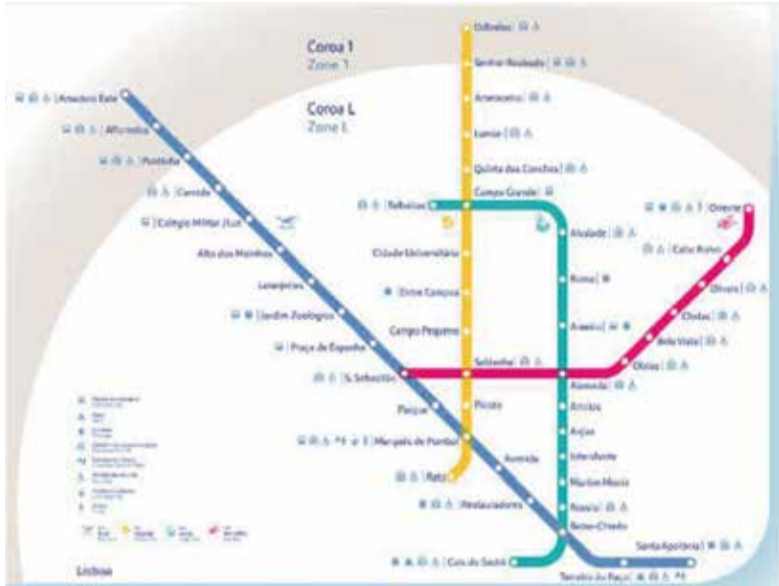 Coroa 1
Zone 1
Coroa L
Zone L
Odivelas
Senhor Roubado
Ameixoeira
Lumiar
Quinta das Conchas
Campo Grande
Telheiras
Cidade Universitária
Entre Campos
Campo Pequeno
Saldanha
Picoas
Marquês de Pombal
Rato
Amadora Este
Alfornelos
Pontinha
Carnide
Colégio Militar /Luz
Alto dos Moinhos
Laranjeiras
Jardim Zoológico
Praça de Espanha
S. Sebastião
Parque
Avenida
Restauradores
Baixa-Chiado
Terreiro do Paço
Santa Apolónia
Alvalade
Roma
Areeiro
Alameda
Arroios
Anjos
Intendente
Martim Moniz
Rossio
Cais do Sodré
Oriente
Cabo Ruivo
Olivais
Chelas
Bela Vista
Olaias
Lisboa